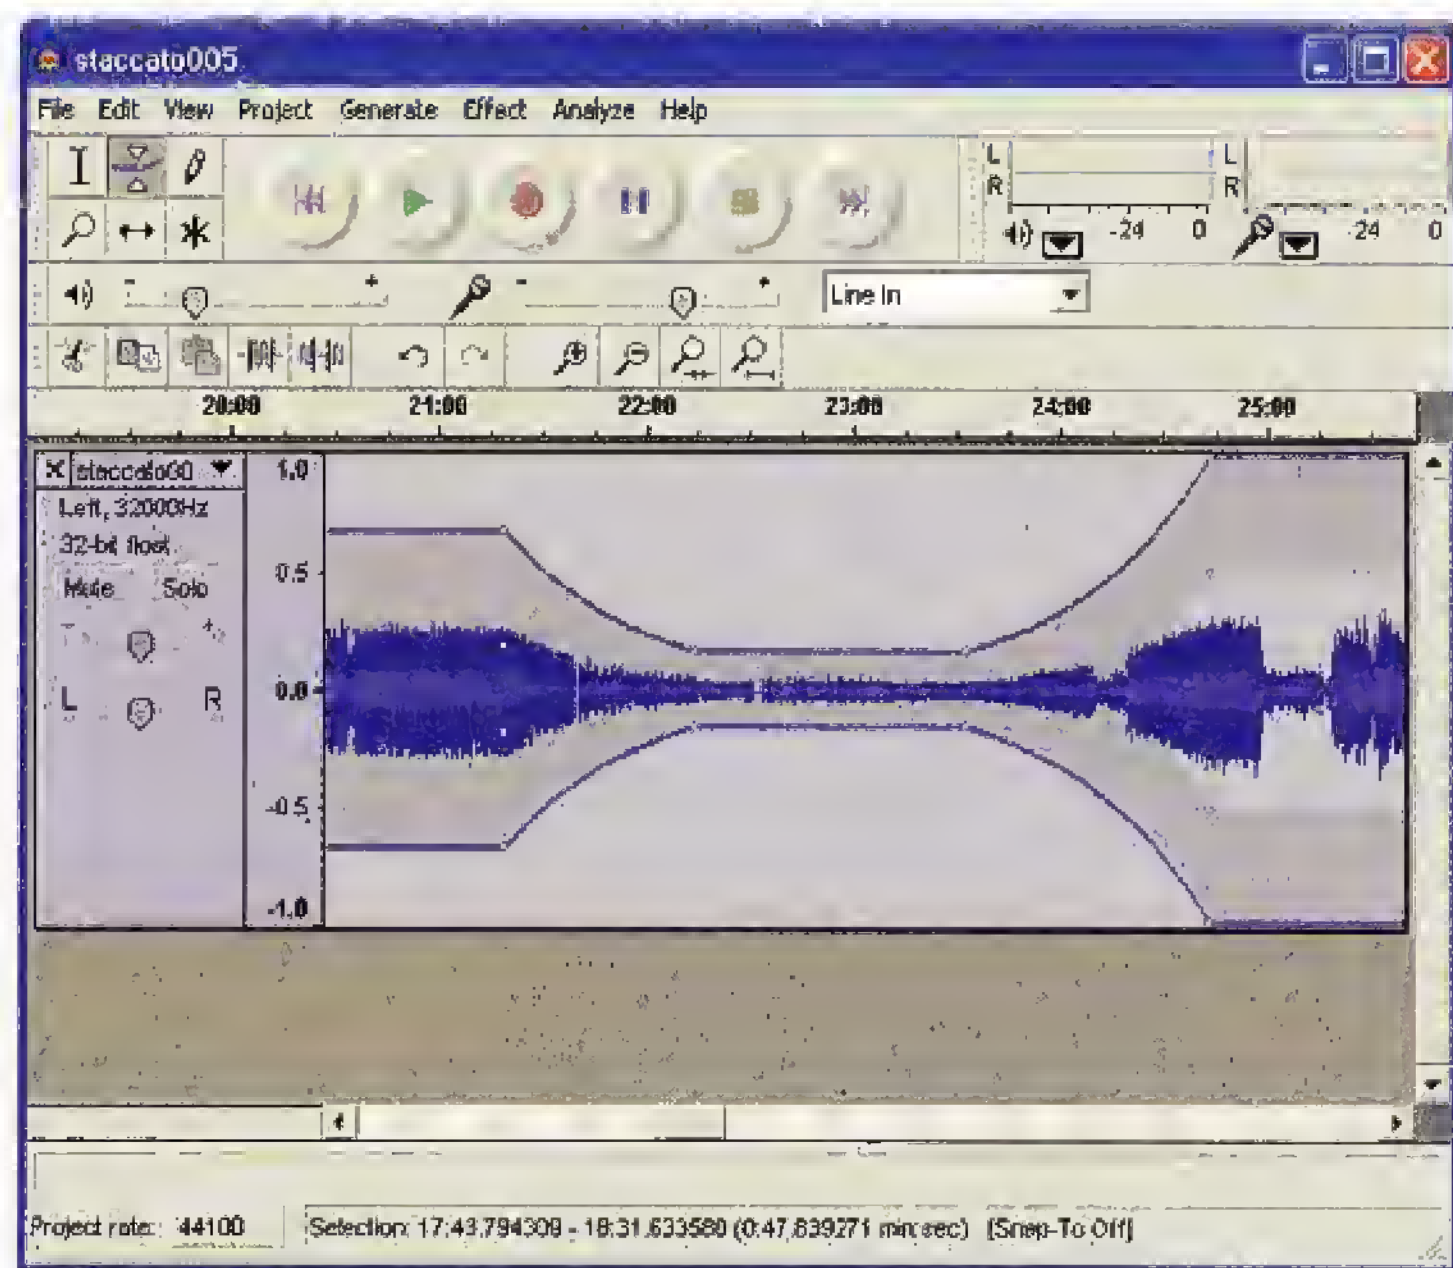 staccato005
File Edit View Project Generate Effect Analyze Help
L
R
L
R
-24 0
-24 0
- +
- +
Line In
20:00 21:00 22:00 23:00 24:00 25:00
X staccato00
Left, 32000Hz
32-bit float
Mute Solo
- +
L R
1.0
0.5
0.0
-0.5
-1.0
Project rate: 44100
Selection: 17:43.794309 - 18:31.633580 (0:47.839271 min:sec) [Snap-To Off]